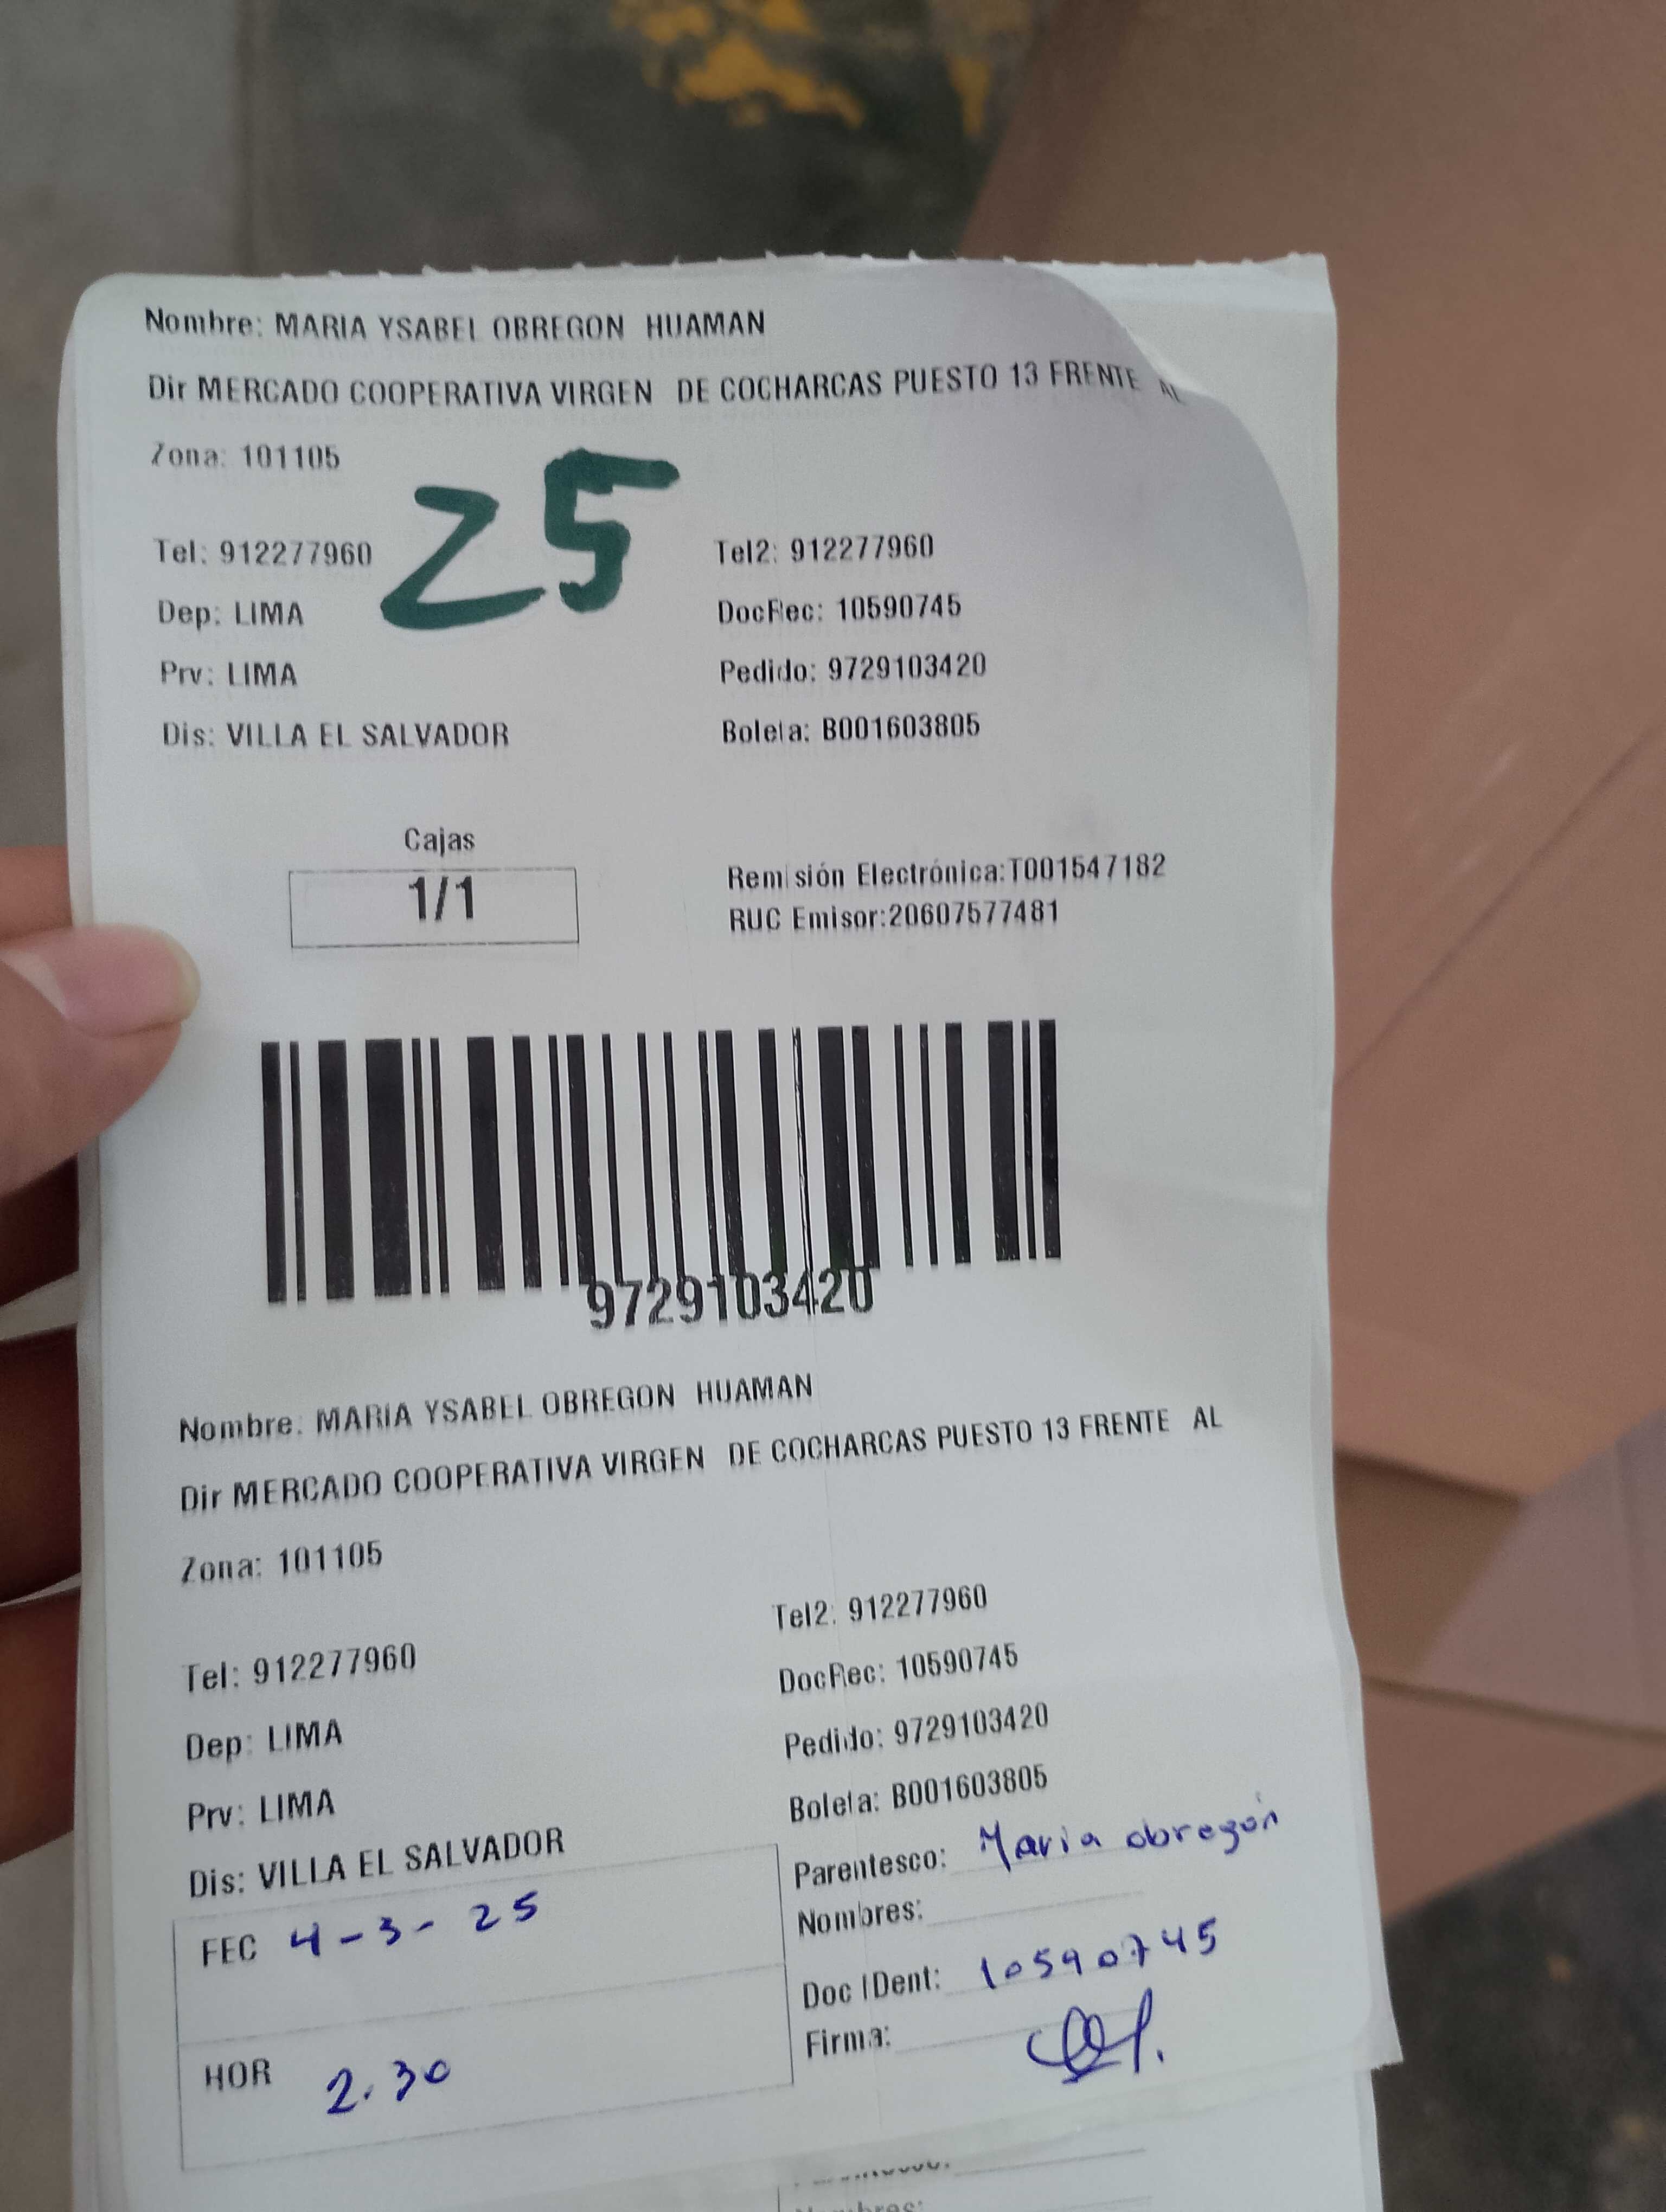 Nombre: MARIA YSABEL OBREGON HUAMAN
Dir MERCADO COOPERATIVA VIRGEN DE COCHARCAS PUESTO 13 FRENTE AL
Zona: 101105
25
Tel: 912277960 Tel2: 912277960
Dep: LIMA DocRec: 10590745
Prv: LIMA Pedido: 9729103420
Dis: VILLA EL SALVADOR Boleta: B001603805
Cajas
1/1
Remisión Electrónica:T001547182
RUC Emisor:20607577481
9729103420
Nombre: MARIA YSABEL OBREGON HUAMAN
Dir MERCADO COOPERATIVA VIRGEN DE COCHARCAS PUESTO 13 FRENTE AL
Zona: 101105
Tel: 912277960 Tel2: 912277960
Dep: LIMA DocRec: 10590745
Prv: LIMA Pedido: 9729103420
Dis: VILLA EL SALVADOR Boleta: B001603805
FEC 4-3-25
HOR 2.30
Parentesco: Maria obregón
Nombres:
Doc IDent: 10590745
Firma: